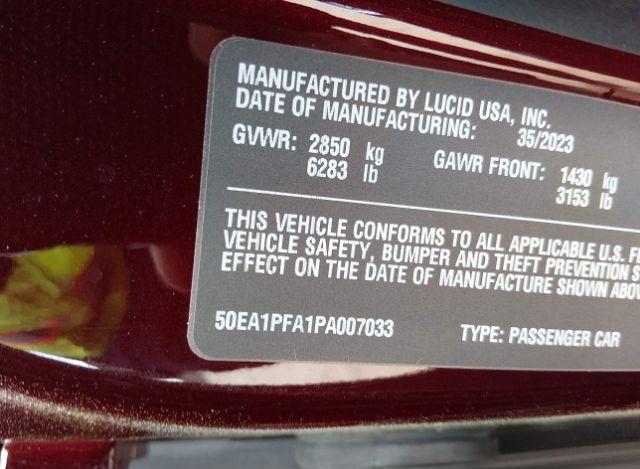 MANUFACTURED BY LUCID USA, INC.
DATE OF MANUFACTURING: 35/2023
GVWR: 2850 kg GAWR FRONT: 1430 kg
6283 lb 3153 lb
THIS VEHICLE CONFORMS TO ALL APPLICABLE U.S.
VEHICLE SAFETY, BUMPER AND THEFT PREVENTION
EFFECT ON THE DATE OF MANUFACTURE SHOWN
50EA1PFA1PA007033 TYPE: PASSENGER CAR